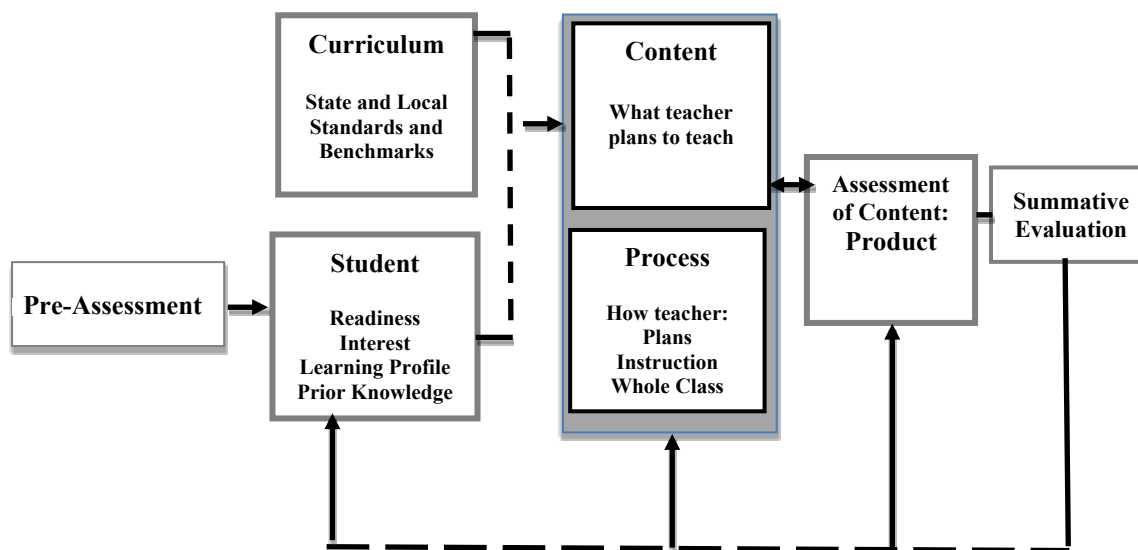 Curriculum
State and Local
Standards and
Benchmarks
Content
What teacher
plans to teach
Assessment
of Content:
Product
Summative
Evaluation
Pre-Assessment
Student
Readiness
Interest
Learning Profile
Prior Knowledge
Process
How teacher:
Plans
Instruction
Whole Class